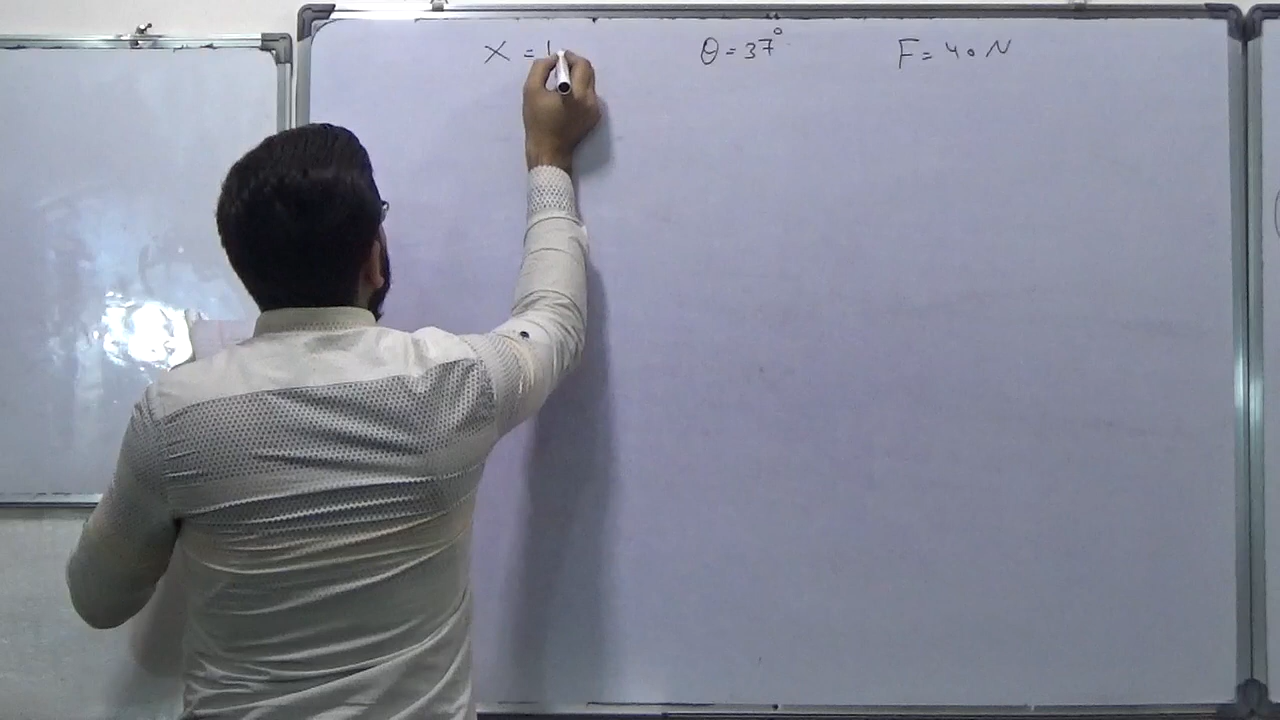 X = 1 θ = 37° F = 40 N